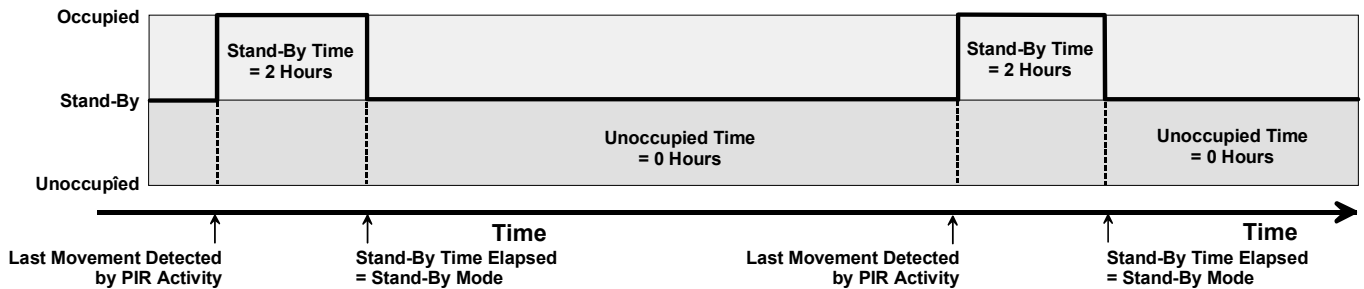 Occupied
Stand-By Time
= 2 Hours
Stand-By Time
= 2 Hours
Stand-By
Unoccupied Time
= 0 Hours
Unoccupied Time
= 0 Hours
Unoccupîed
Time
Time
Last Movement Detected
by PIR Activity
Stand-By Time Elapsed
= Stand-By Mode
Last Movement Detected
by PIR Activity
Stand-By Time Elapsed
= Stand-By Mode